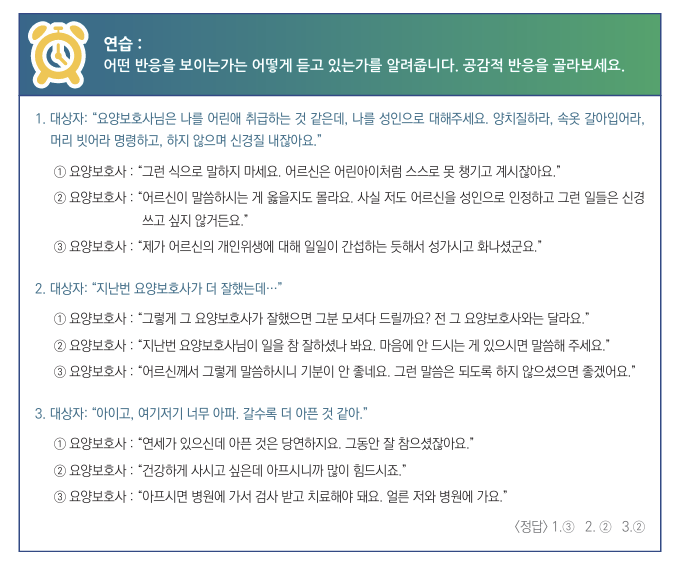 연습 :
어떤 반응을 보이는가는 어떻게 듣고 있는가를 알려줍니다. 공감적 반응을 골라보세요.
1. 대상자: “요양보호사님은 나를 어린애 취급하는 것 같은데, 나를 성인으로 대해주세요. 양치질하라, 속옷 갈아입어라,
머리 빗어라 명령하고, 하지 않으며 신경질 내잖아요.”
① 요양보호사 : “그런 식으로 말하지 마세요. 어르신은 어린아이처럼 스스로 못 챙기고 계시잖아요.”
② 요양보호사 : “어르신이 말씀하시는 게 옳을지도 몰라요. 사실 저도 어르신을 성인으로 인정하고 그런 일들은 신경
쓰고 싶지 않거든요.”
③ 요양보호사 : “제가 어르신의 개인위생에 대해 일일이 간섭하는 듯해서 성가시고 화나셨군요.”
2. 대상자: “지난번 요양보호사가 더 잘했는데…”
① 요양보호사 : “그렇게 그 요양보호사가 잘했으면 그분 모셔다 드릴까요? 전 그 요양보호사와는 달라요.”
② 요양보호사 : “지난번 요양보호사님이 일을 참 잘하셨나 봐요. 마음에 안 드시는 게 있으시면 말씀해 주세요.”
③ 요양보호사 : “어르신께서 그렇게 말씀하시니 기분이 안 좋네요. 그런 말씀은 되도록 하지 않으셨으면 좋겠어요.”
3. 대상자: “아이고, 여기저기 너무 아파. 갈수록 더 아픈 것 같아.”
① 요양보호사 : “연세가 있으신데 아픈 것은 당연하지요. 그동안 잘 참으셨잖아요.”
② 요양보호사 : “건강하게 사시고 싶은데 아프시니까 많이 힘드시죠.”
③ 요양보호사 : “아프시면 병원에 가서 검사 받고 치료해야 돼요. 얼른 저와 병원에 가요.”
〈정답〉 1.③ 2. ② 3.②